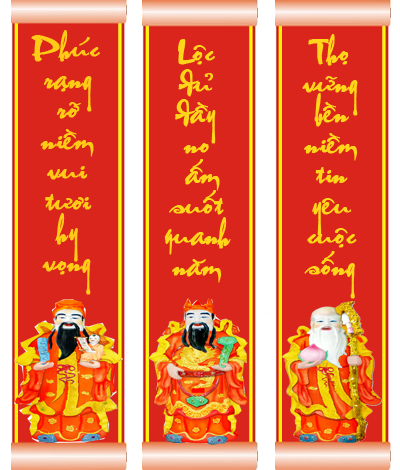 Phúc
rạng
rỡ
niềm
vui
tươi
hy
vọng
Lộc
đủ
đầy
no
ấm
suốt
quanh
năm
Thọ
vững
bền
niềm
tin
yêu
cuộc
sống